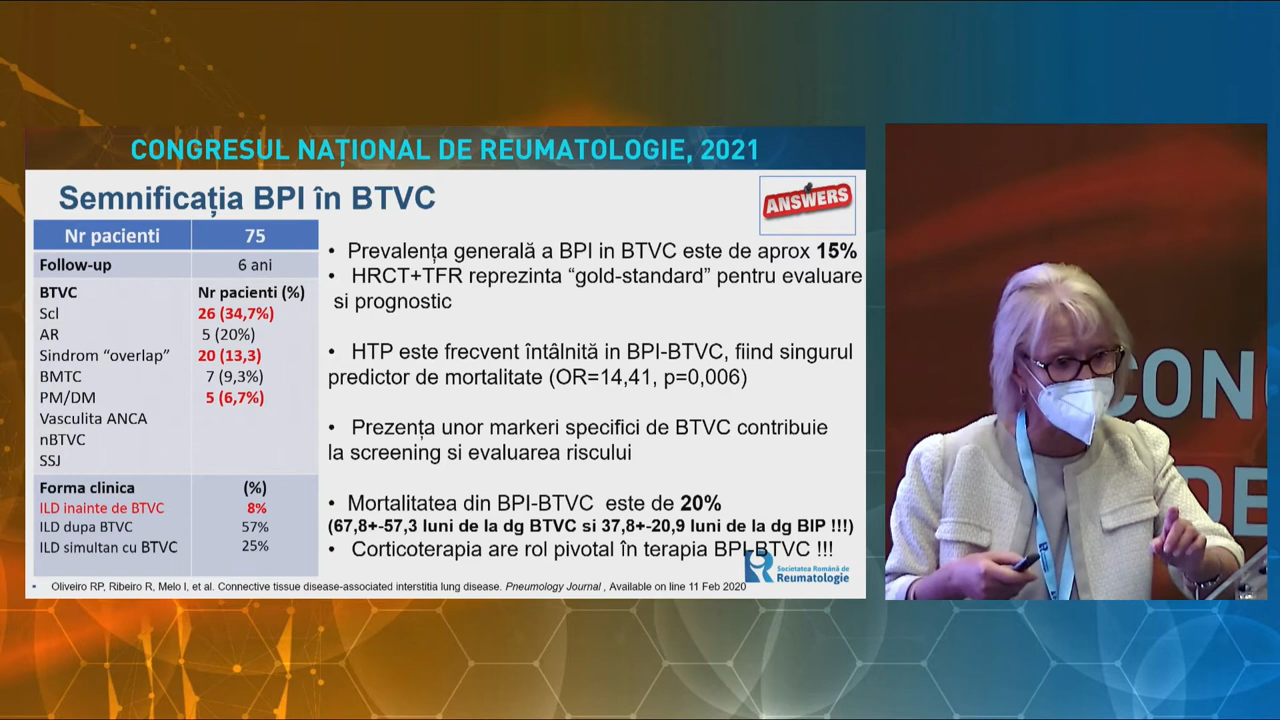 CONGRESUL NAȚIONAL DE REUMATOLOGIE, 2021
Semnificația BPI în BTVC
ANSWERS
Nr pacienti 75
Follow-up 6 ani
BTVC Nr pacienti (%)
Scl 26 (34,7%)
AR 5 (20%)
Sindrom “overlap” 20 (13,3)
BMTC 7 (9,3%)
PM/DM 5 (6,7%)
Vasculita ANCA
nBTVC
SSJ
Forma clinica (%)
ILD inainte de BTVC 8%
ILD dupa BTVC 57%
ILD simultan cu BTVC 25%
• Prevalența generală a BPI in BTVC este de aprox 15%
• HRCT+TFR reprezinta “gold-standard” pentru evaluare
si prognostic
• HTP este frecvent întâlnită in BPI-BTVC, fiind singurul
predictor de mortalitate (OR=14,41, p=0,006)
• Prezența unor markeri specifici de BTVC contribuie
la screening si evaluarea riscului
• Mortalitatea din BPI-BTVC este de 20%
(67,8+-57,3 luni de la dg BTVC si 37,8+-20,9 luni de la dg BIP !!!)
• Corticoterapia are rol pivotal în terapia BPI-BTVC !!!
Societatea Română de
Reumatologie
• Oliveiro RP, Ribeiro R, Melo I, et al. Connective tissue disease-associated interstitia lung disease. Pneumology Journal , Available on line 11 Feb 2020
CON
DE